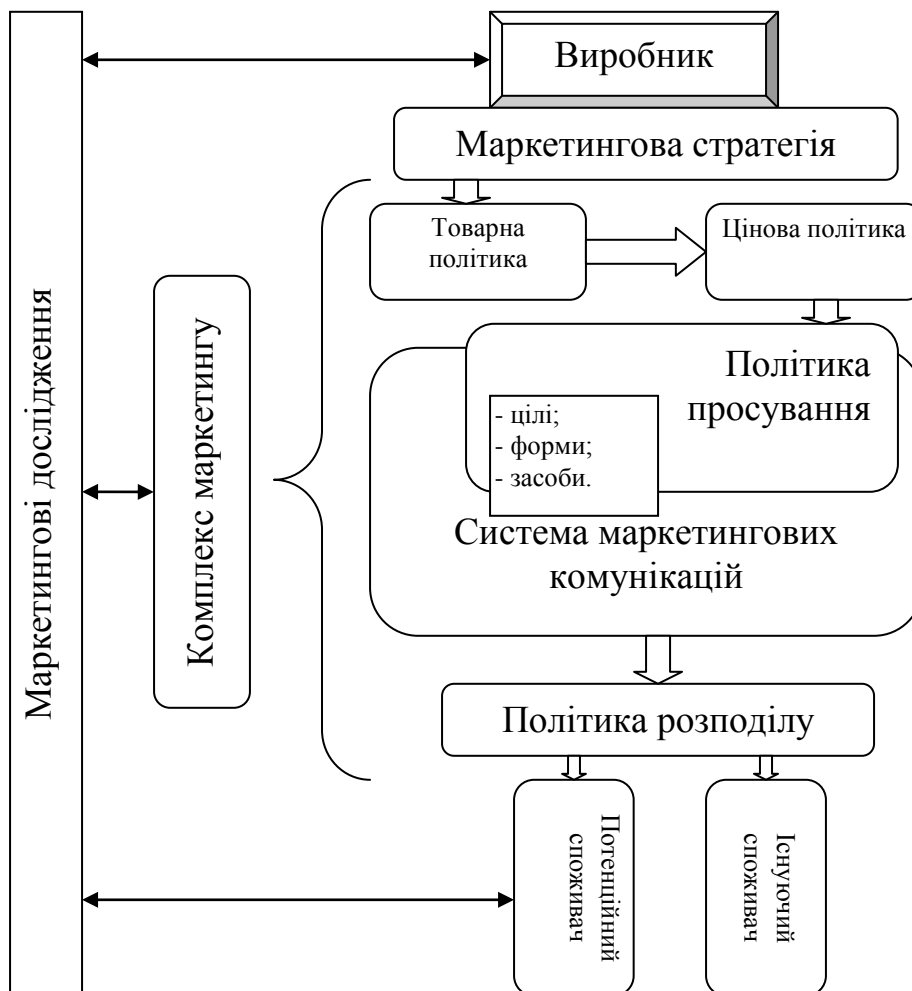 Маркетингові дослідження
Комплекс маркетингу
Виробник
Маркетингова стратегія
Товарна
політика
Цінова політика
Політика
просування
- цілі;
- форми;
- засоби.
Система маркетингових
комунікацій
Політика розподілу
Потенційний
споживач
Існуючий
споживач